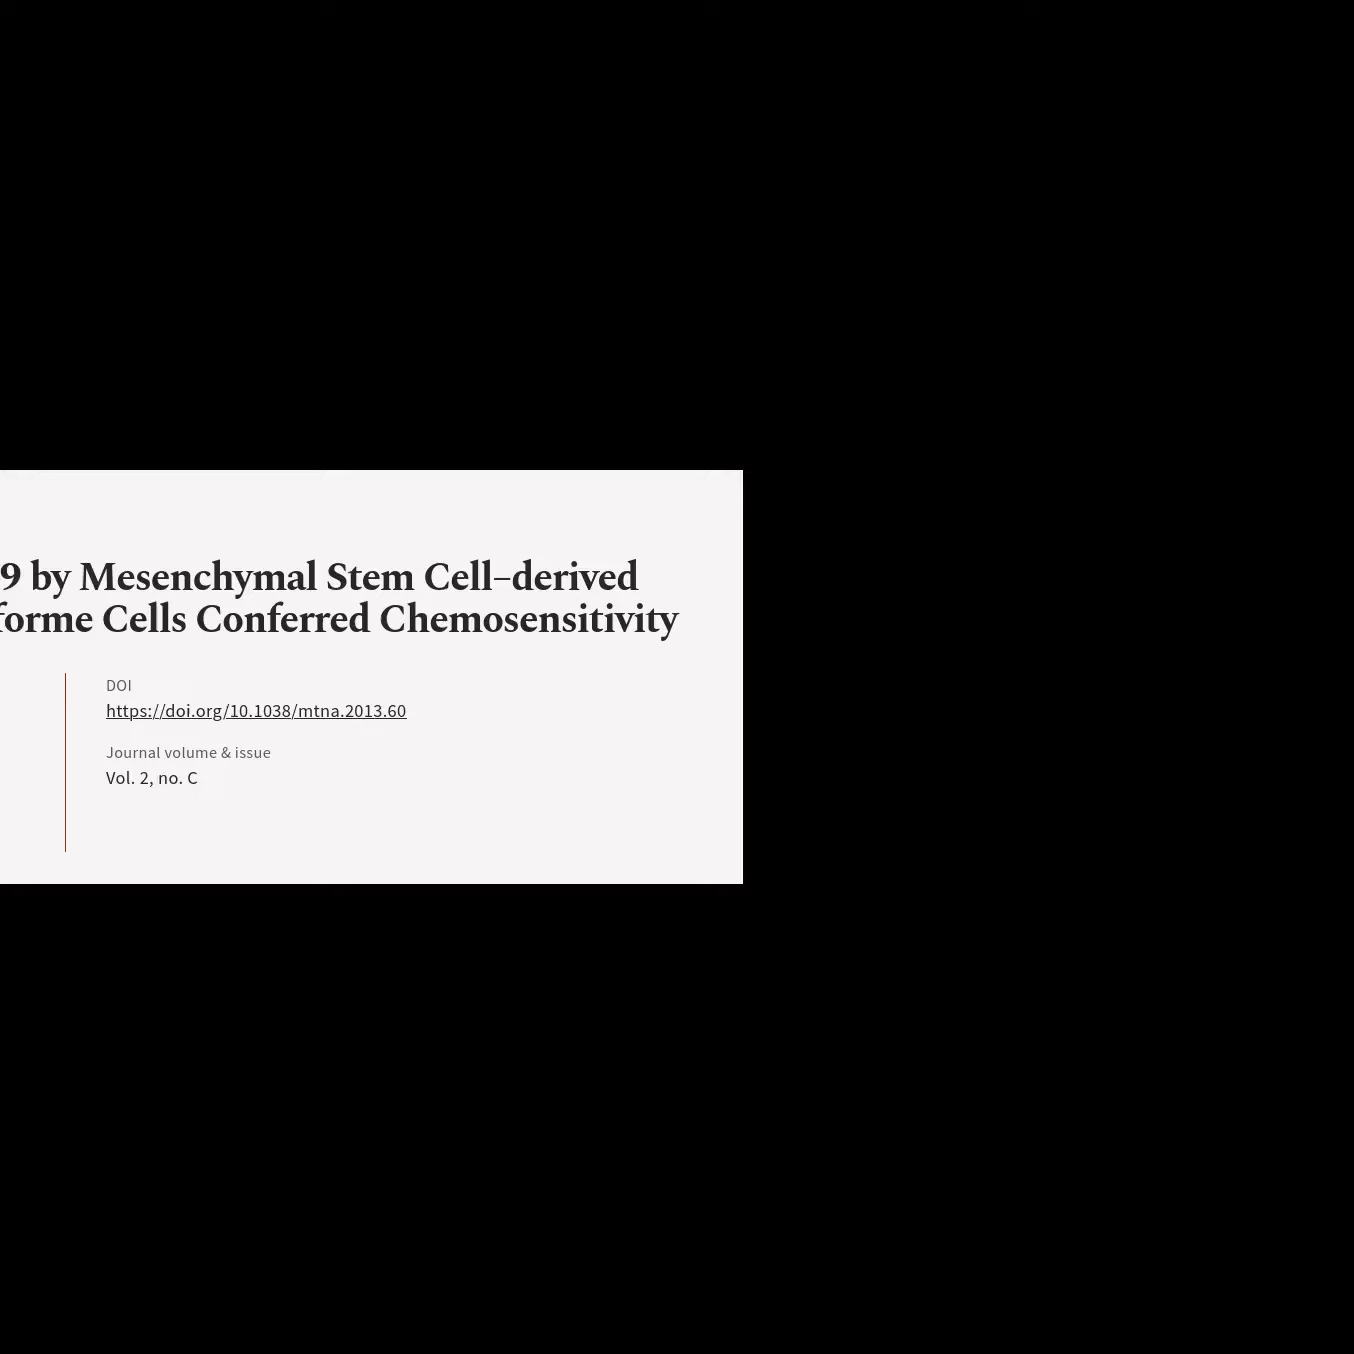 9 by Mesenchymal Stem Cell–derived
forme Cells Conferred Chemosensitivity
DOI
https://doi.org/10.1038/mtna.2013.60
Journal volume & issue
Vol. 2, no. C